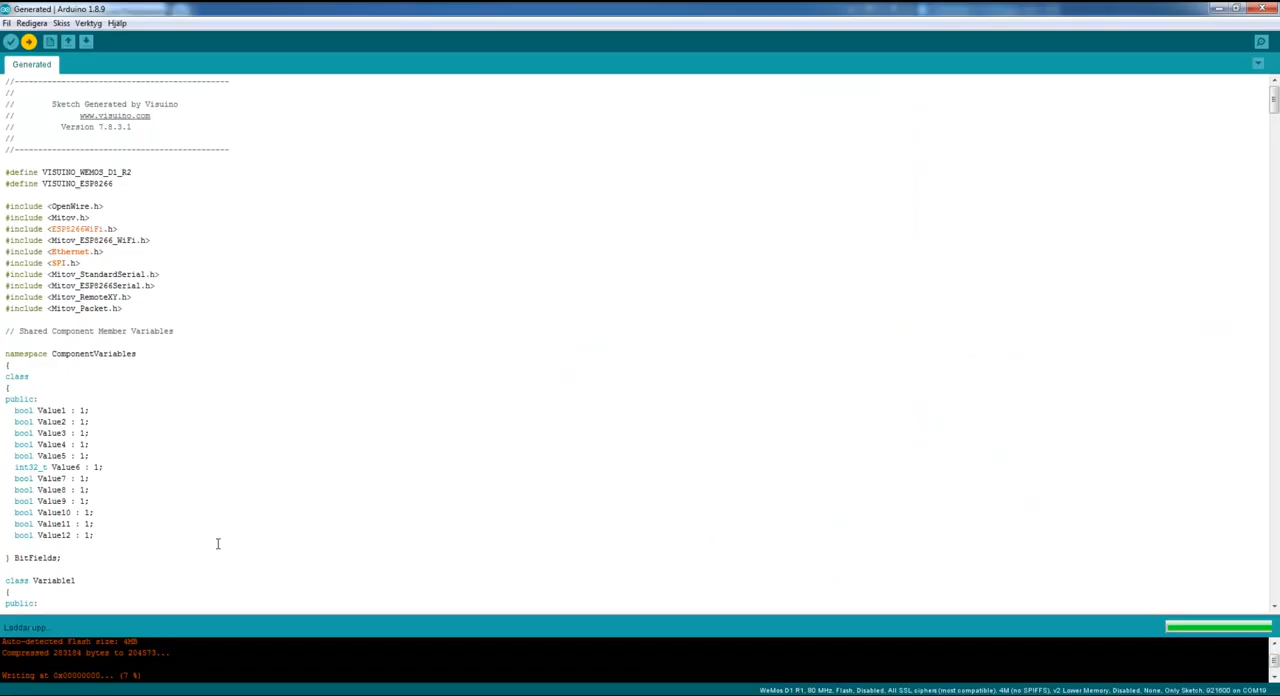 Generated | Arduino 1.8.9
Fil Redigera Skiss Verktyg Hjälp
Generated
//----------------------------------------------
//
//        Sketch Generated by Visuino
//              www.visuino.com
//          Version 7.8.3.1
//
//----------------------------------------------
#define VISUINO_WEMOS_D1_R2
#define VISUINO_ESP8266
#include <OpenWire.h>
#include <Mitov.h>
#include <ESP8266WiFi.h>
#include <Mitov_ESP8266_WiFi.h>
#include <Ethernet.h>
#include <SPI.h>
#include <Mitov_StandardSerial.h>
#include <Mitov_ESP8266Serial.h>
#include <Mitov_RemoteXY.h>
#include <Mitov_Packet.h>
// Shared Component Member Variables
namespace ComponentVariables
{
class
{
public:
  bool Value1 : 1;
  bool Value2 : 1;
  bool Value3 : 1;
  bool Value4 : 1;
  bool Value5 : 1;
  int32_t Value6 : 1;
  bool Value7 : 1;
  bool Value8 : 1;
  bool Value9 : 1;
  bool Value10 : 1;
  bool Value11 : 1;
  bool Value12 : 1;
} BitFields;
class Variable1
{
public:
Laddar upp...
Auto-detected Flash size: 4MB
Compressed 283184 bytes to 204573...
Writing at 0x00000000... (7 %)
WeMos D1 R1, 80 MHz, Flash, Disabled, All SSL ciphers (most compatible), 4M (no SPIFFS), v2 Lower Memory, Disabled, None, Only Sketch, 921600 on COM19